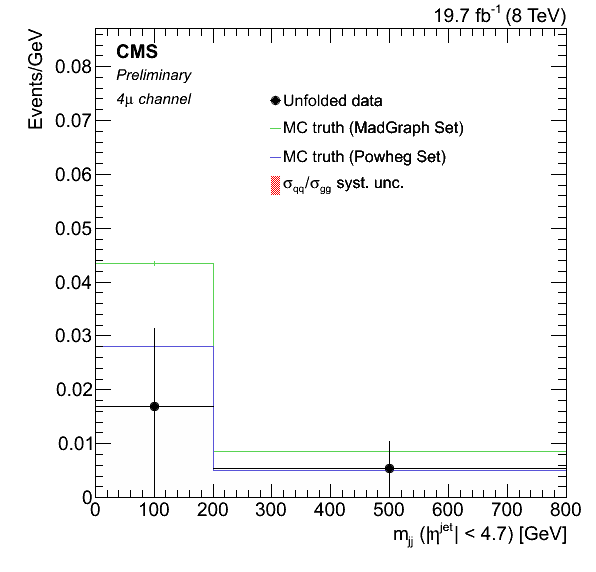 19.7 fb⁻¹ (8 TeV)
Events/GeV
CMS
Preliminary
4μ channel
Unfolded data
MC truth (MadGraph Set)
MC truth (Powheg Set)
σqq/σgg syst. unc.
0.08
0.07
0.06
0.05
0.04
0.03
0.02
0.01
0
0 100 200 300 400 500 600 700 800
mjj (|ηʲᵉᵗ| < 4.7) [GeV]